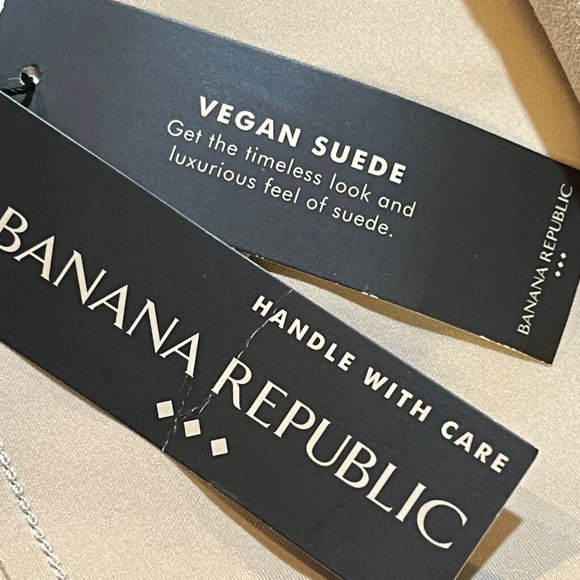 VEGAN SUEDE
Get the timeless look and
luxurious feel of suede.
BANANA REPUBLIC
HANDLE WITH CARE
BANANA REPUBLIC